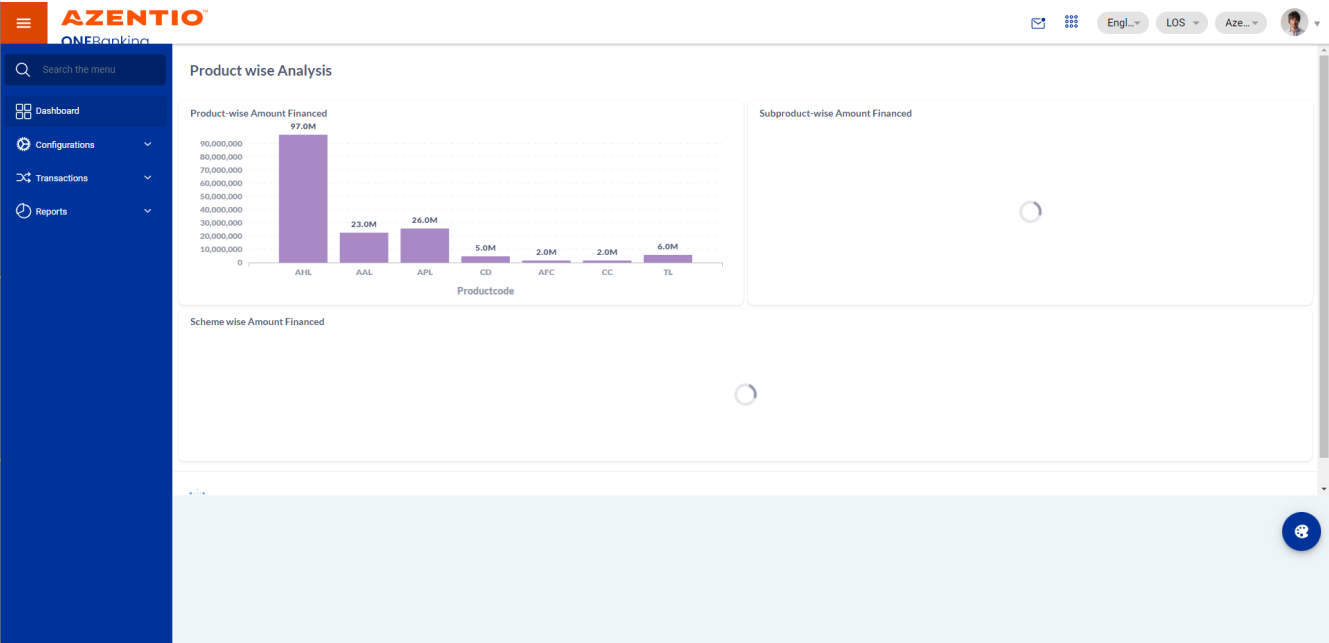 AZENTIO™
ONEBanking
Engl...
LOS
Aze...
Search the menu
Dashboard
Configurations
Transactions
Reports
Product wise Analysis
Product-wise Amount Financed
97.0M
90,000,000
80,000,000
70,000,000
60,000,000
50,000,000
40,000,000
30,000,000
20,000,000
10,000,000
0
23.0M
26.0M
5.0M
2.0M
2.0M
6.0M
AHL AAL APL CD AFC CC TL
Productcode
Subproduct-wise Amount Financed
Scheme wise Amount Financed